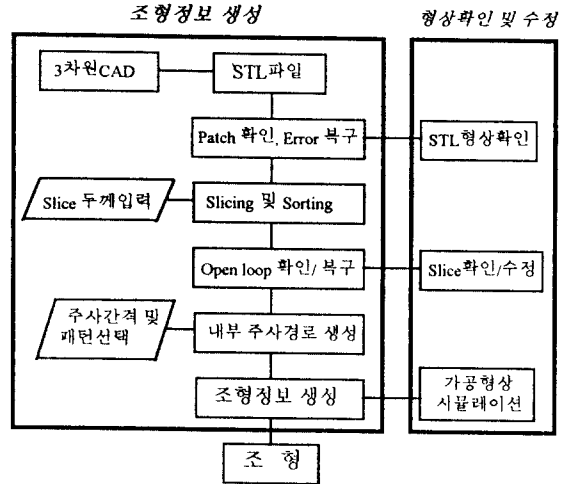 조형정보 생성
형상확인 및 수정
3차원CAD
STL파일
Patch 확인, Error 복구
STL형상확인
Slice 두께입력
Slicing 및 Sorting
Open loop 확인/ 복구
Slice확인/수정
주사간격 및
패턴선택
내부 주사경로 생성
조형정보 생성
가공형상
시뮬레이션
조 형